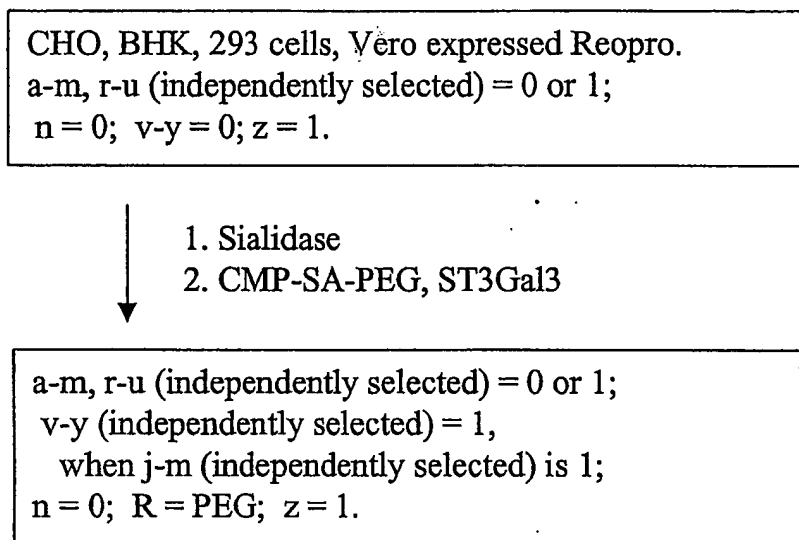 CHO, BHK, 293 cells, Vero expressed Reopro.
a-m, r-u (independently selected) = 0 or 1;
n = 0; v-y = 0; z = 1.
1. Sialidase
2. CMP-SA-PEG, ST3Gal3
a-m, r-u (independently selected) = 0 or 1;
v-y (independently selected) = 1,
when j-m (independently selected) is 1;
n = 0; R = PEG; z = 1.